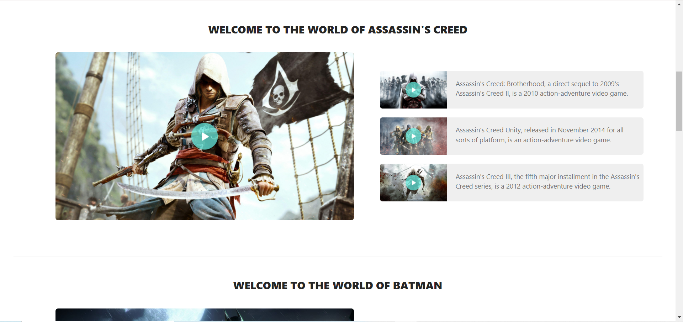 WELCOME TO THE WORLD OF ASSASSIN'S CREED
Assassin's Creed: Brotherhood, a direct sequel to 2009's
Assassin's Creed II, is a 2010 action-adventure video game.
Assassin's Creed Unity, released in November 2014 for all
sorts of platform, is an action-adventure video game.
Assassin's Creed III, the fifth major installment in the Assassin's
Creed series, is a 2012 action-adventure video game.
WELCOME TO THE WORLD OF BATMAN